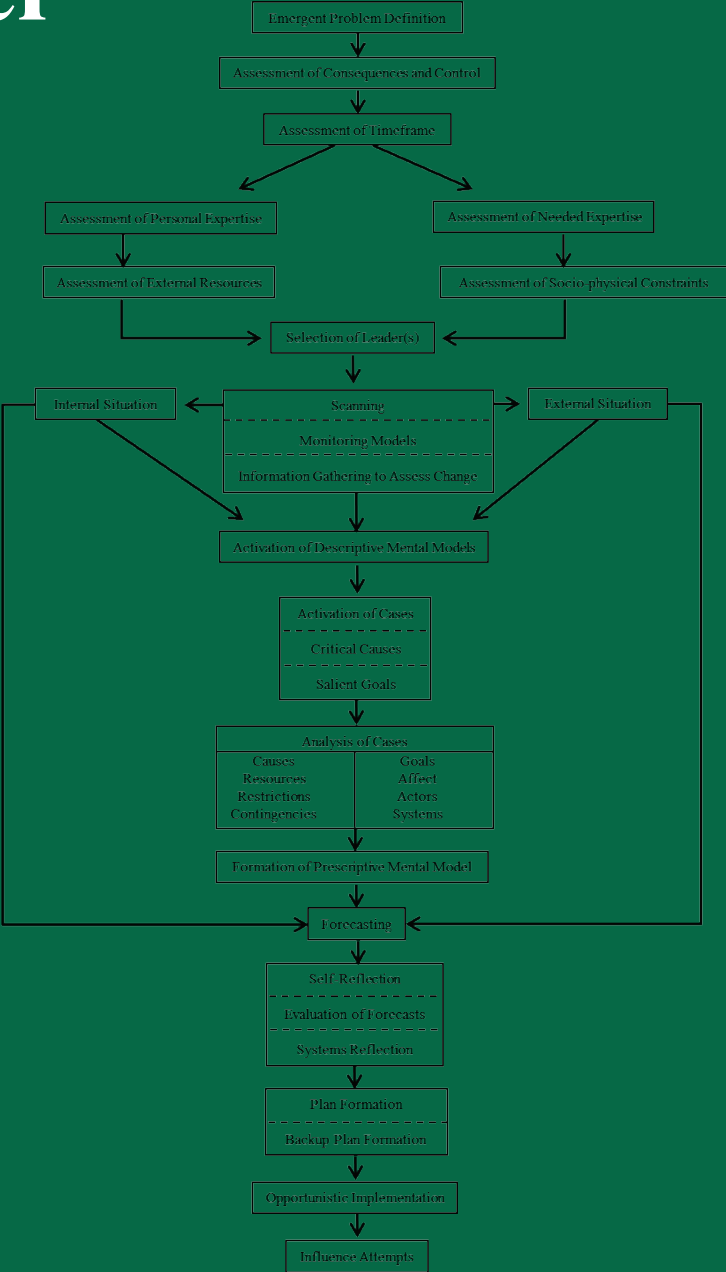 er
Emergent Problem Definition
Assessment of Consequences and Control
Assessment of Timeframe
Assessment of Personal Expertise
Assessment of Needed Expertise
Assessment of External Resources
Assessment of Socio-physical Constraints
Selection of Leader(s)
Internal Situation
Scanning
External Situation
Monitoring Models
Information Gathering to Assess Change
Activation of Descriptive Mental Models
Activation of Cases
Critical Causes
Salient Goals
Analysis of Cases
Causes
Resources
Restrictions
Contingencies
Goals
Affect
Actors
Systems
Formation of Prescriptive Mental Model
Forecasting
Self-Reflection
Evaluation of Forecasts
Systems Reflection
Plan Formation
Backup Plan Formation
Opportunistic Implementation
Influence Attempts